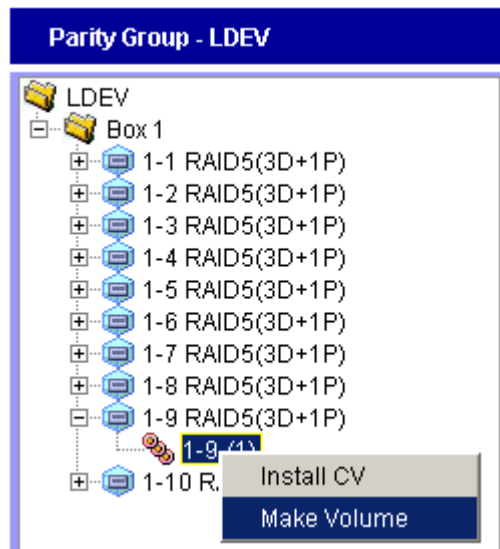 Parity Group - LDEV
LDEV
Box 1
1-1 RAID5(3D+1P)
1-2 RAID5(3D+1P)
1-3 RAID5(3D+1P)
1-4 RAID5(3D+1P)
1-5 RAID5(3D+1P)
1-6 RAID5(3D+1P)
1-7 RAID5(3D+1P)
1-8 RAID5(3D+1P)
1-9 RAID5(3D+1P)
1-9 (1)
1-10 R
Install CV
Make Volume